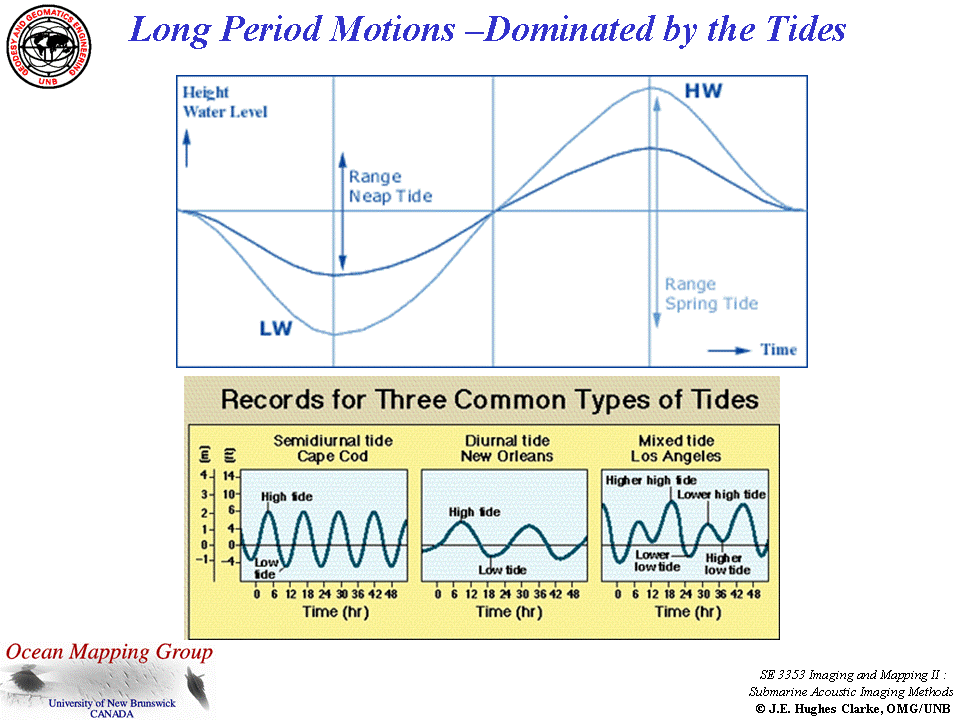 Long Period Motions –Dominated by the Tides
GEODESY AND GEOMATICS ENGINEERING
UNB
Height
Water Level
HW
Range
Neap Tide
LW
Range
Spring Tide
Time
Records for Three Common Types of Tides
Semidiurnal tide
Cape Cod
Diurnal tide
New Orleans
Mixed tide
Los Angeles
(m) (ft)
4 14
3 10
2 6
1 4
0 0
-1 -4
High tide
Low
tide
High tide
Low tide
Higher high tide
Lower high tide
Lower
low tide
Higher
low tide
0 6 12 18 24 30 36 42 48
0 6 12 18 24 30 36 42 48
0 6 12 18 24 30 36 42 48
Time (hr)
Time (hr)
Time (hr)
Ocean Mapping Group
University of New Brunswick
CANADA
SE 3353 Imaging and Mapping II :
Submarine Acoustic Imaging Methods
© J.E. Hughes Clarke, OMG/UNB